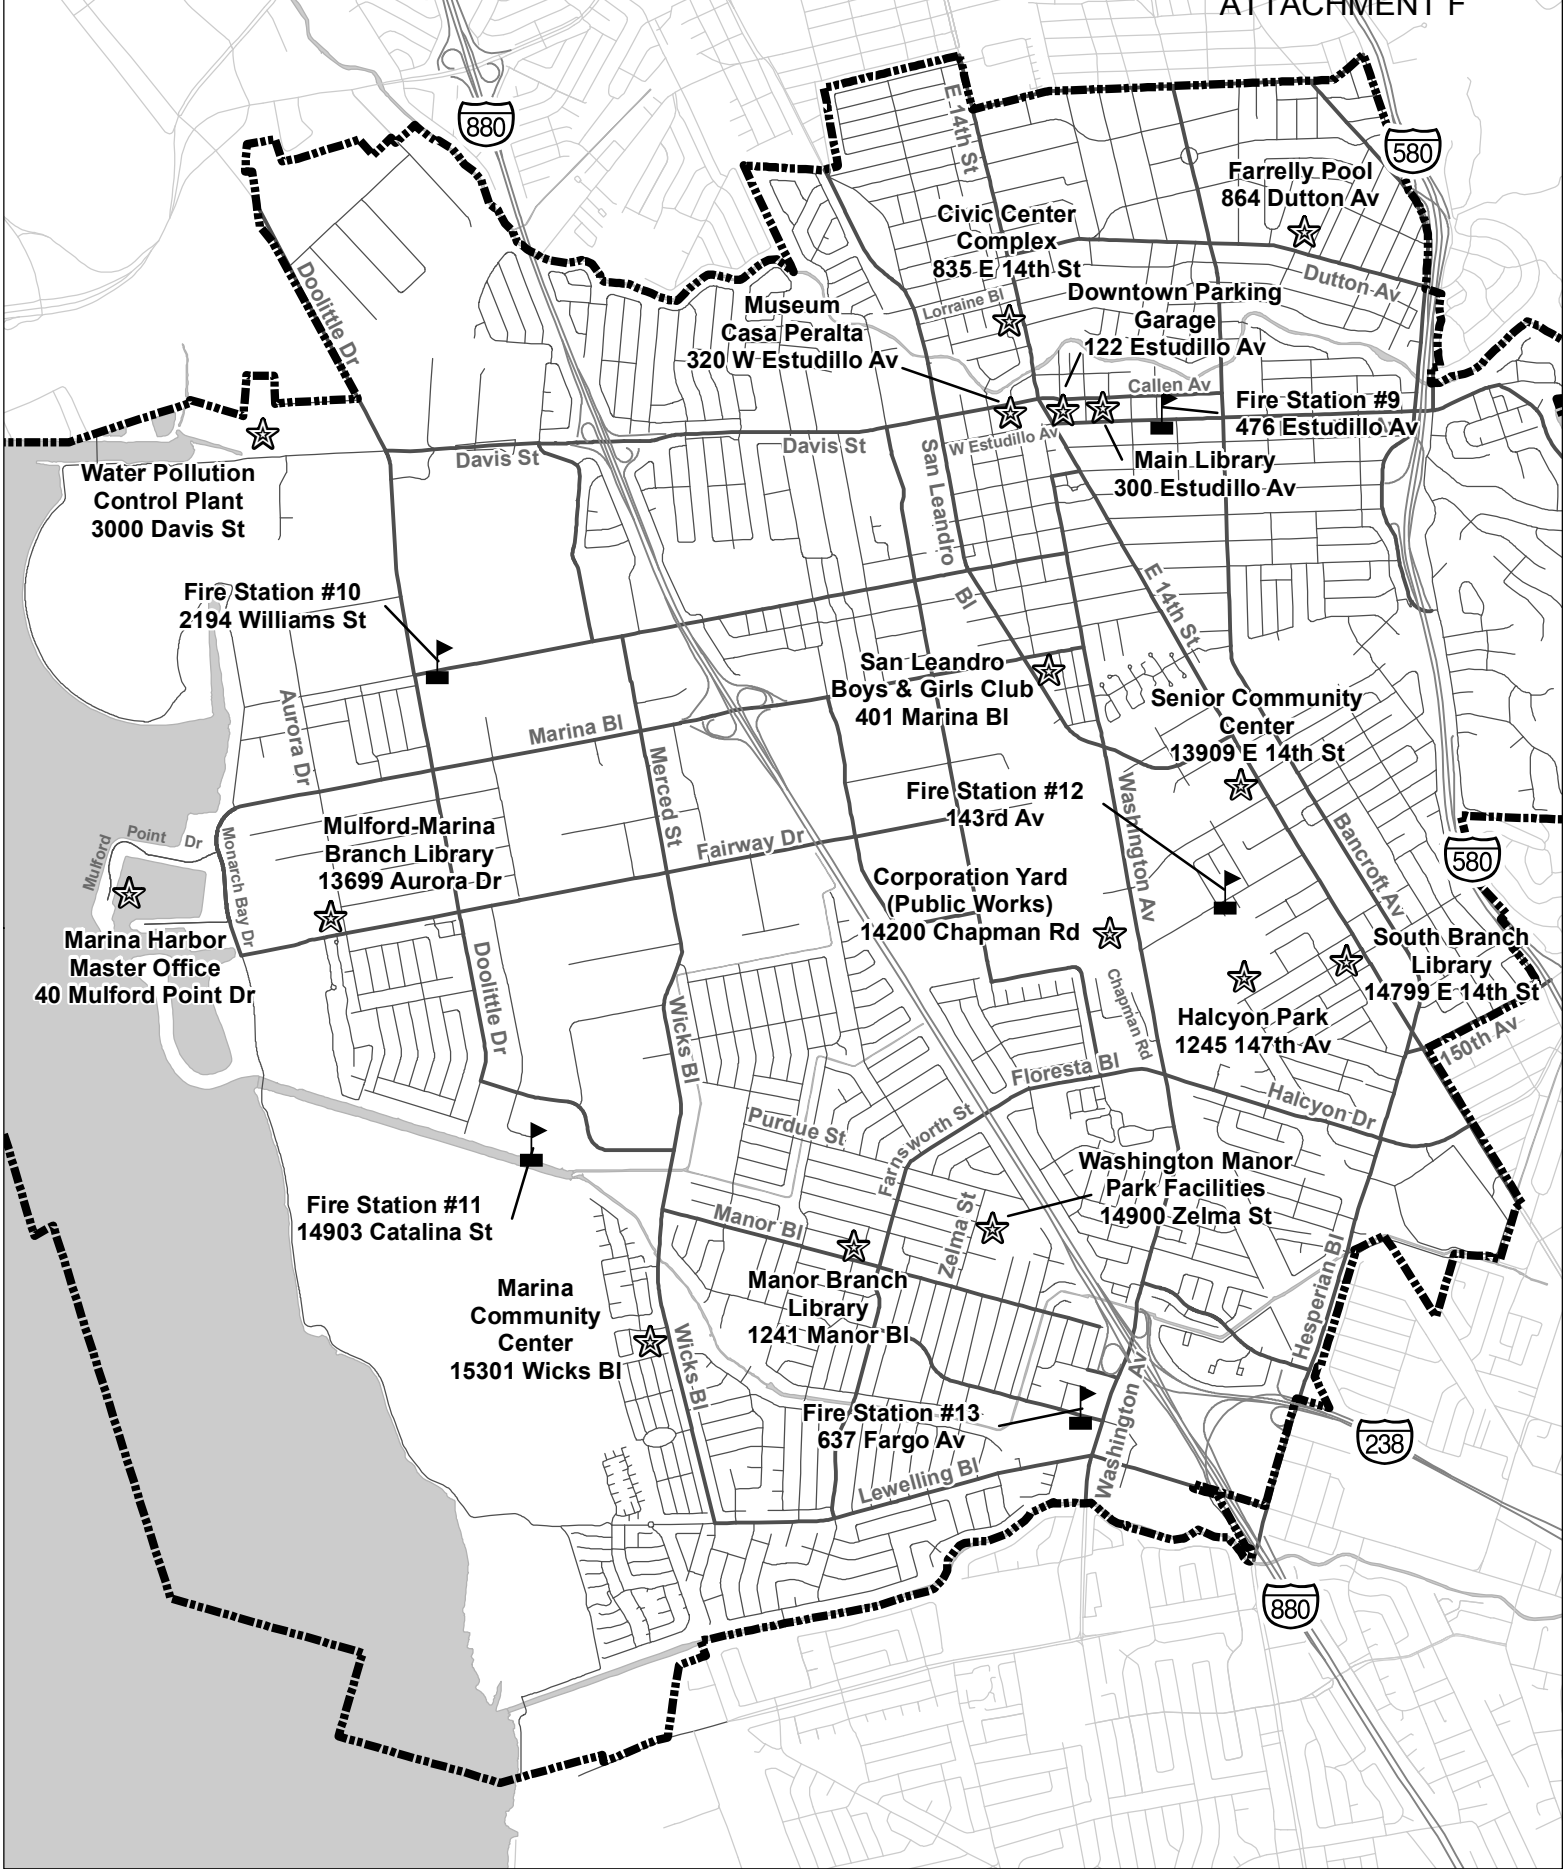 ATTACHMENT F
880
E 14th St
580
Farrelly Pool
864 Dutton Av
Civic Center
Complex
835 E 14th St
Dutton Av
Doolittle Dr
Lorraine Bl
Downtown Parking
Garage
122 Estudillo Av
Museum
Casa Peralta
320 W Estudillo Av
Callen Av
Fire Station #9
476 Estudillo Av
Davis St
Davis St
W Estudillo Av
San Leandro
Bl
Main Library
300 Estudillo Av
Water Pollution
Control Plant
3000 Davis St
Fire Station #10
2194 Williams St
E 14th St
San Leandro
Boys & Girls Club
401 Marina Bl
Senior Community
Center
13909 E 14th St
Aurora Dr
Marina Bl
Merced St
Fire Station #12
143rd Av
Washington Av
Mulford
Point
Dr
Monarch Bay Dr
Mulford-Marina
Branch Library
13699 Aurora Dr
Fairway Dr
Bancroft Av
580
Corporation Yard
(Public Works)
14200 Chapman Rd
Marina Harbor
Master Office
40 Mulford Point Dr
South Branch
Library
14799 E 14th St
Doolittle Dr
Wicks Bl
Chapman Rd
Halcyon Park
1245 147th Av
150th Av
Floresta Bl
Halcyon Dr
Purdue St
Farnsworth St
Washington Manor
Park Facilities
14900 Zelma St
Fire Station #11
14903 Catalina St
Manor Bl
Zelma St
Hesperian Bl
Marina
Community
Center
15301 Wicks Bl
Manor Branch
Library
1241 Manor Bl
Wicks Bl
Washington Av
Fire Station #13
637 Fargo Av
238
Lewelling Bl
880